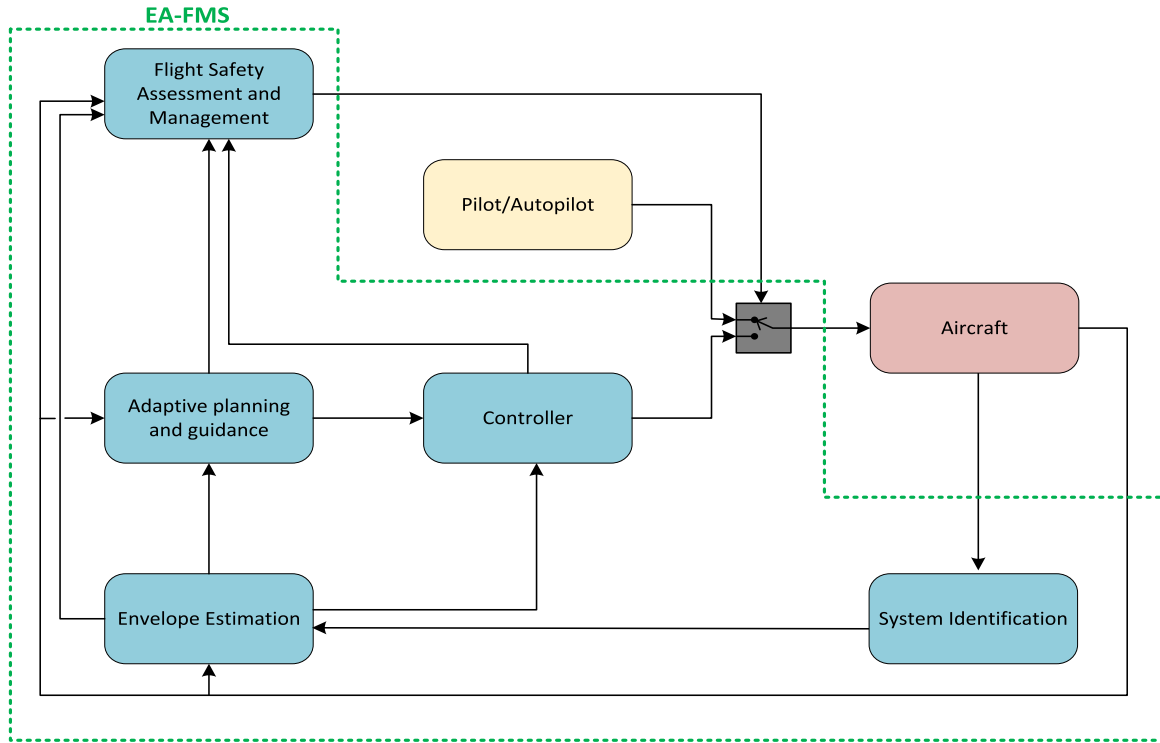 EA-FMS
Flight Safety
Assessment and
Management
Pilot/Autopilot
Aircraft
Adaptive planning
and guidance
Controller
Envelope Estimation
System Identification